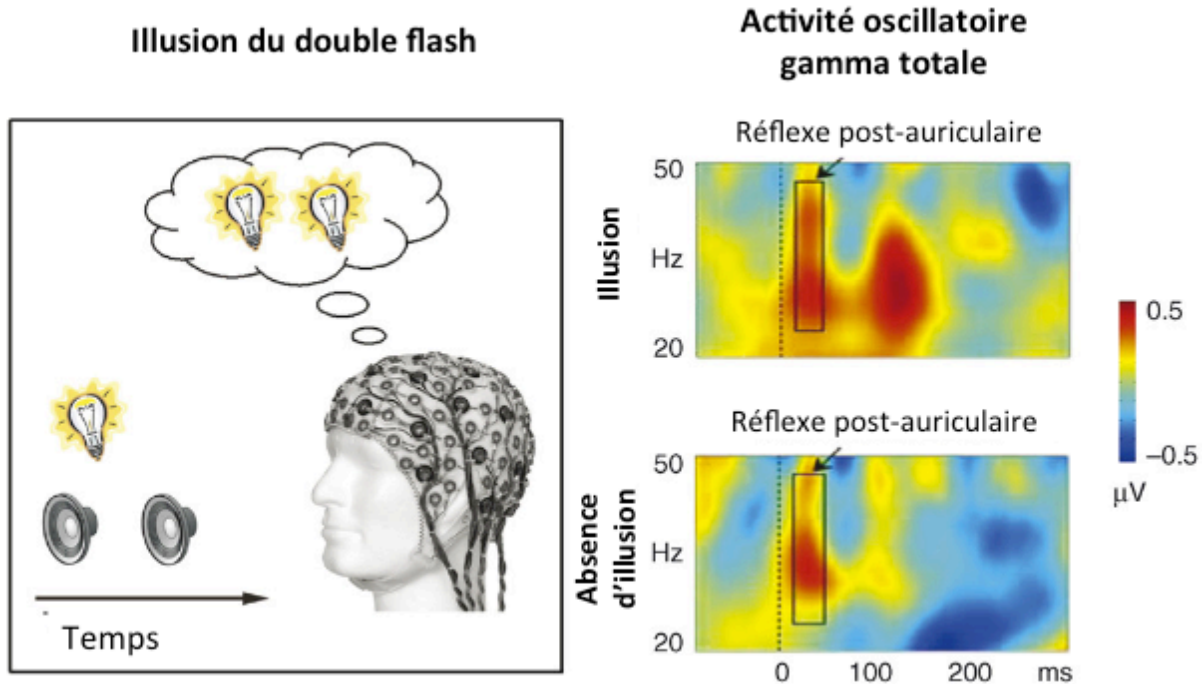 Illusion du double flash
Temps
Activité oscillatoire
gamma totale
Réflexe post-auriculaire
50
Hz
20
Illusion
Réflexe post-auriculaire
50
Hz
20
Absence
d'illusion
0 100 200 ms
0.5
–0.5
µV